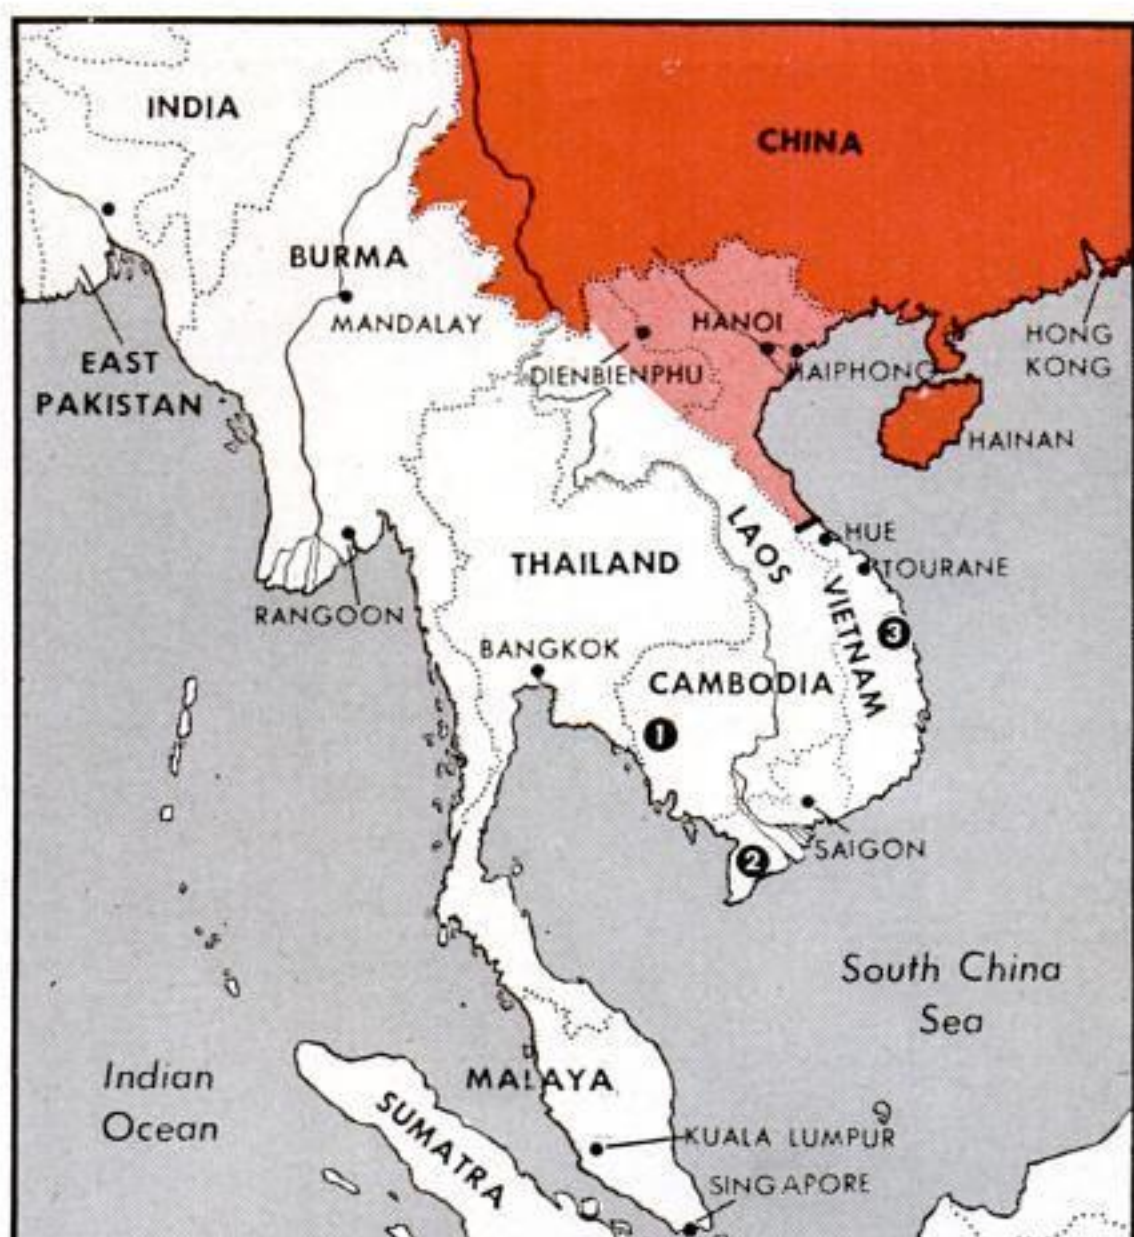 INDIA
CHINA
BURMA
MANDALAY
HANOI
HONG
KONG
EAST
PAKISTAN
DIENBIENPHU
HAIPHONG
HAINAN
LAOS
HUE
THAILAND
TOURANE
RANGOON
VIETNAM
3
BANGKOK
CAMBODIA
1
SAIGON
2
South China
Sea
Indian
Ocean
MALAYA
SUMATRA
KUALA LUMPUR
SINGAPORE